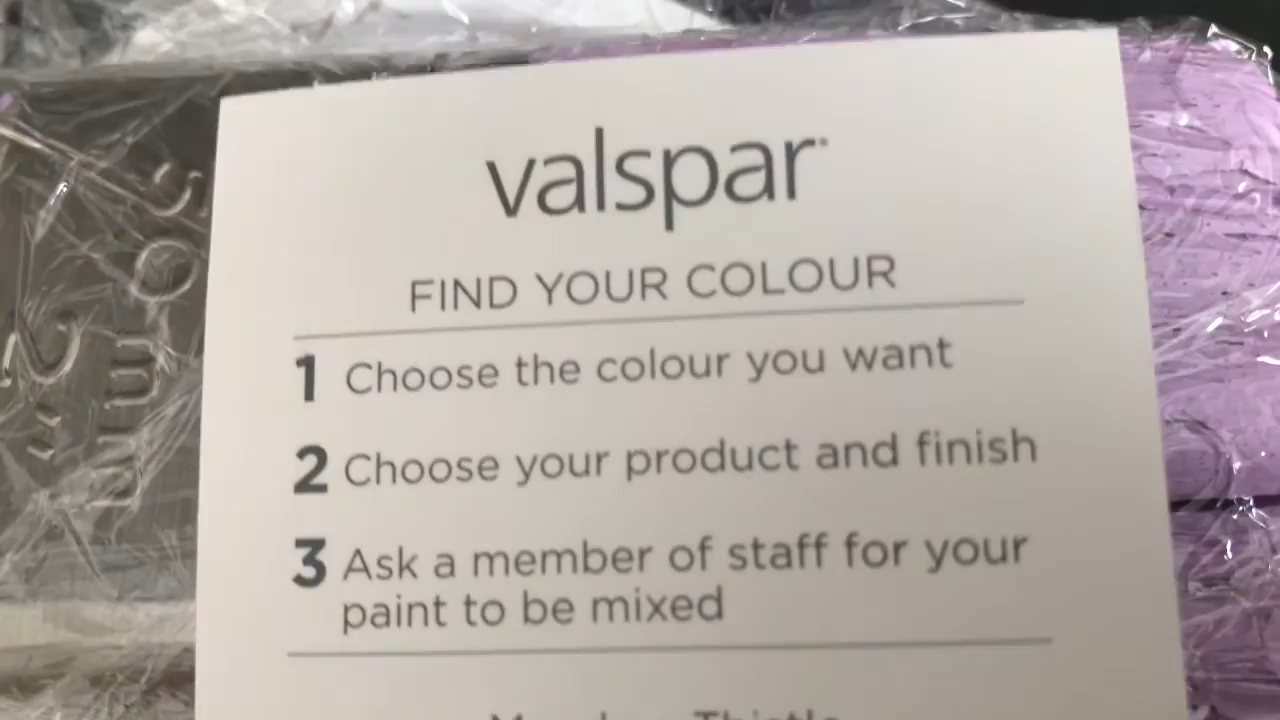 valspar
FIND YOUR COLOUR
1 Choose the colour you want
2 Choose your product and finish
3 Ask a member of staff for your
paint to be mixed
Thistle